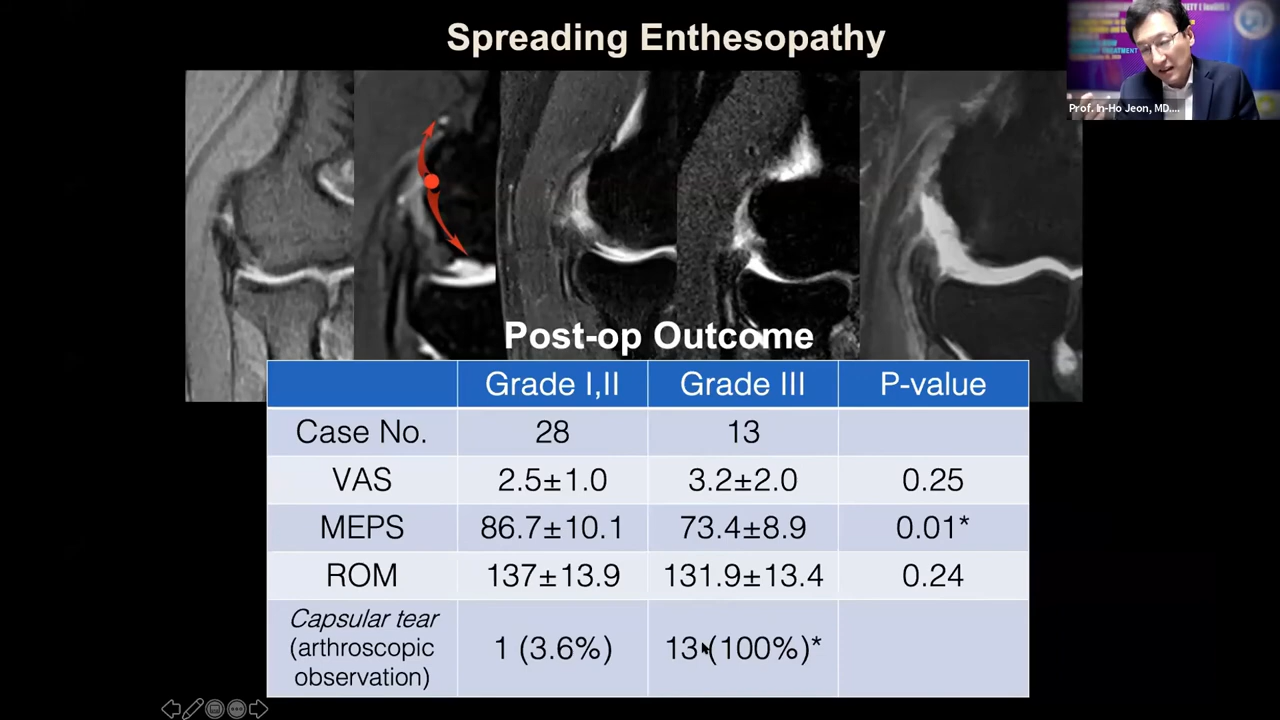 Spreading Enthesopathy
TREATMENT
Prof. In-Ho Jeon, MD....
Post-op Outcome
Grade I,II Grade III P-value
Case No. 28 13
VAS 2.5±1.0 3.2±2.0 0.25
MEPS 86.7±10.1 73.4±8.9 0.01*
ROM 137±13.9 131.9±13.4 0.24
Capsular tear
(arthroscopic
observation)
1 (3.6%) 13 (100%)*